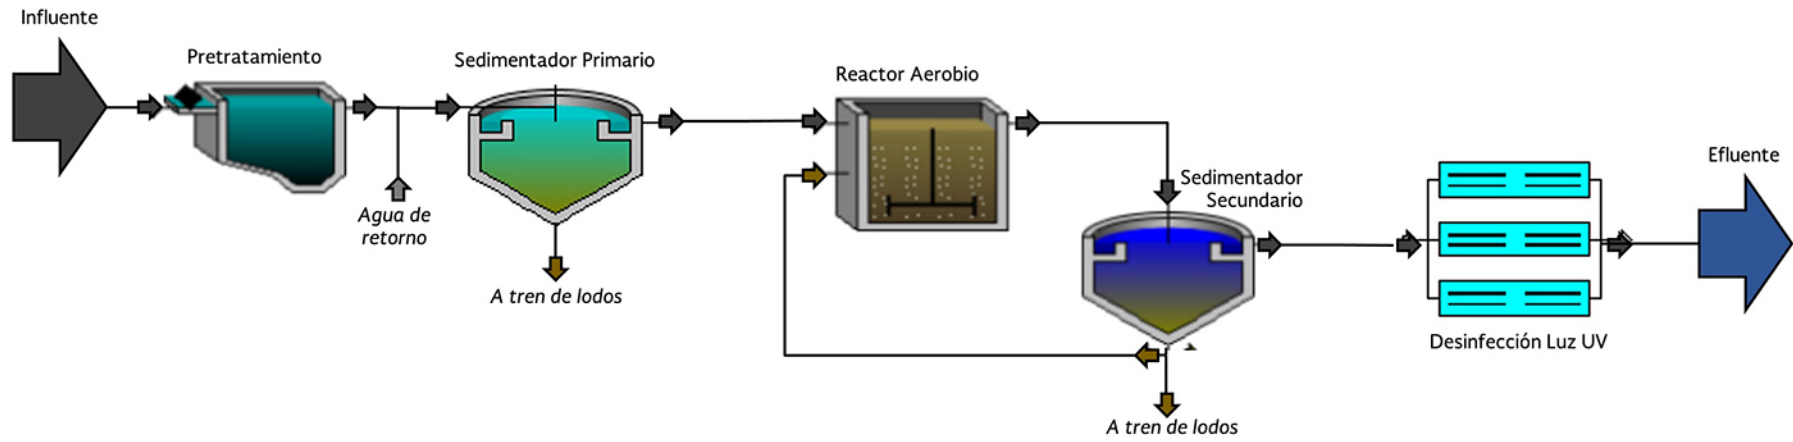 Influente
Pretratamiento
Sedimentador Primario
Reactor Aerobio
Agua de
retorno
A tren de lodos
Sedimentador
Secundario
Efluente
Desinfección Luz UV
A tren de lodos